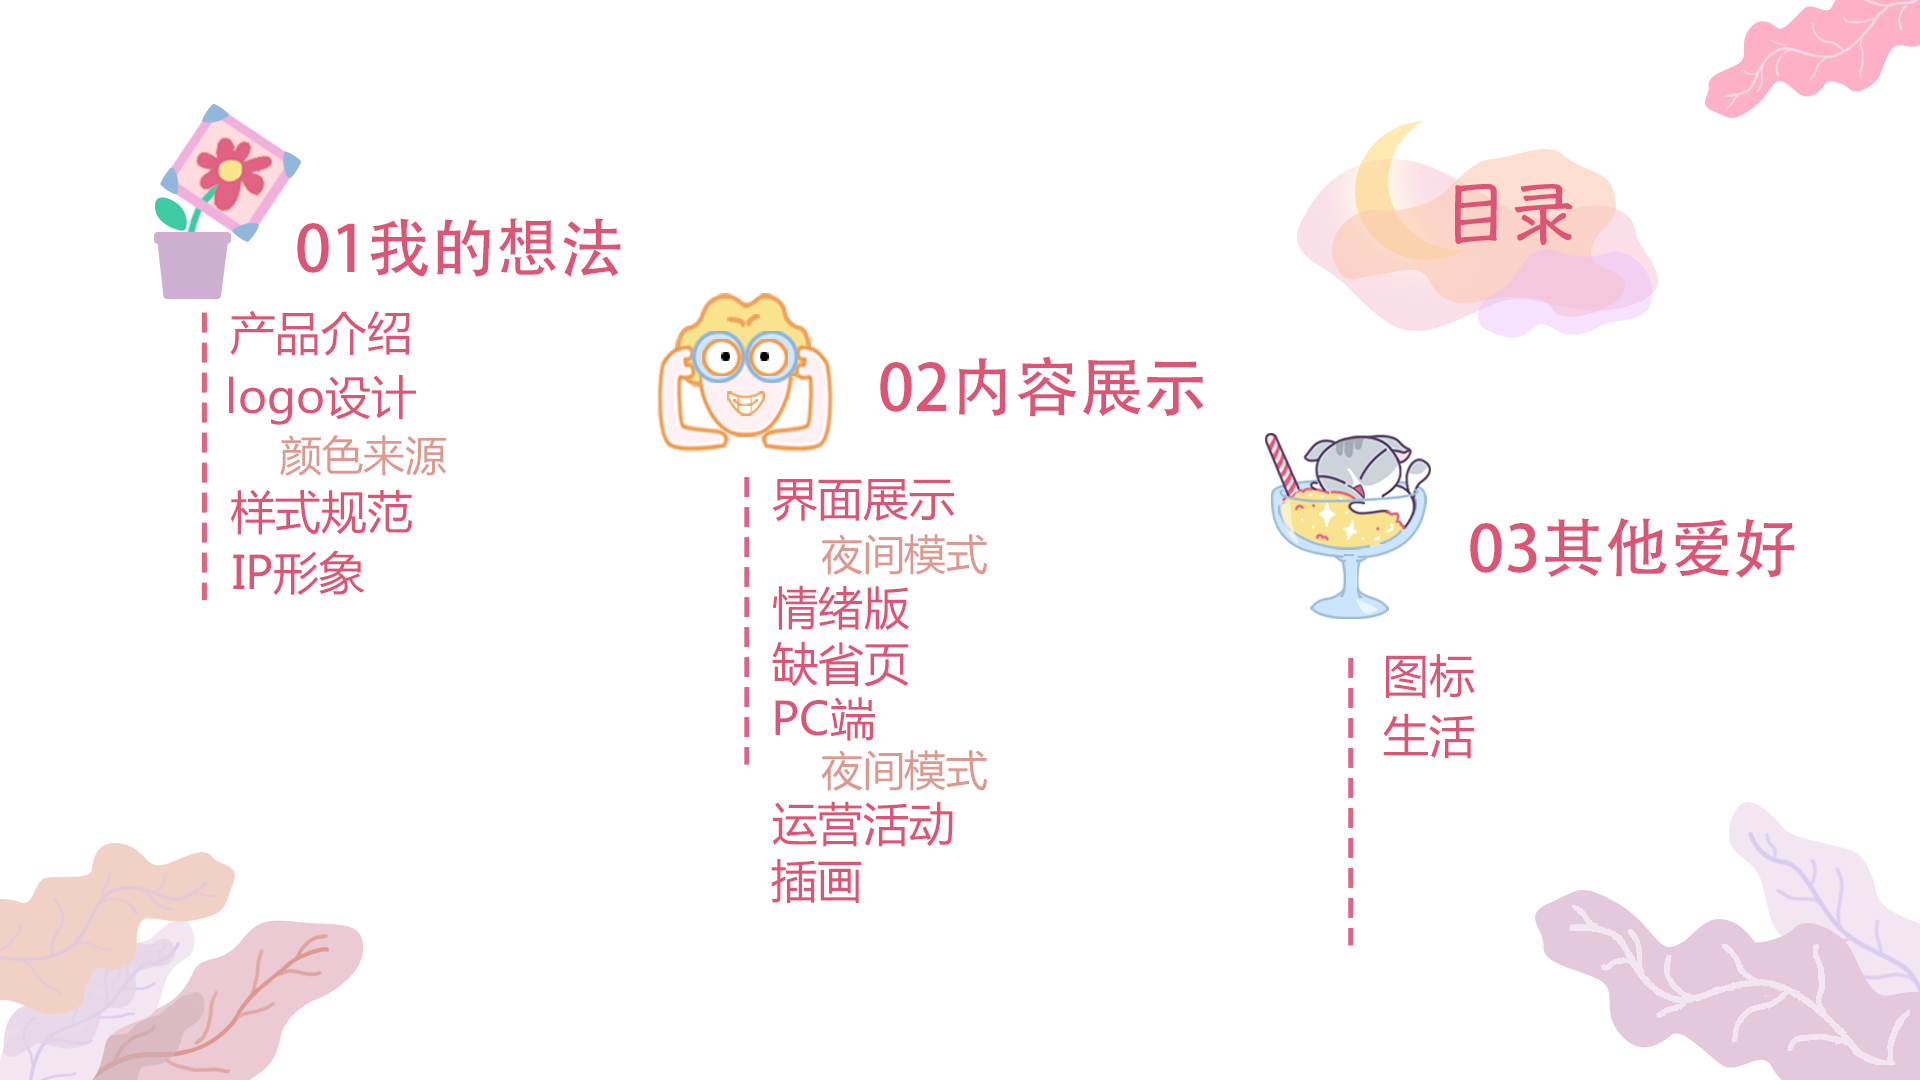 目录
01我的想法
产品介绍
logo设计
颜色来源
样式规范
IP形象
02内容展示
界面展示
夜间模式
情绪版
缺省页
PC端
夜间模式
运营活动
插画
03其他爱好
图标
生活